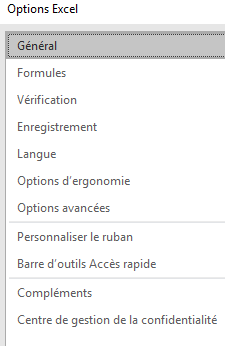 Options Excel
Général
Formules
Vérification
Enregistrement
Langue
Options d'ergonomie
Options avancées
Personnaliser le ruban
Barre d'outils Accès rapide
Compléments
Centre de gestion de la confidentialité